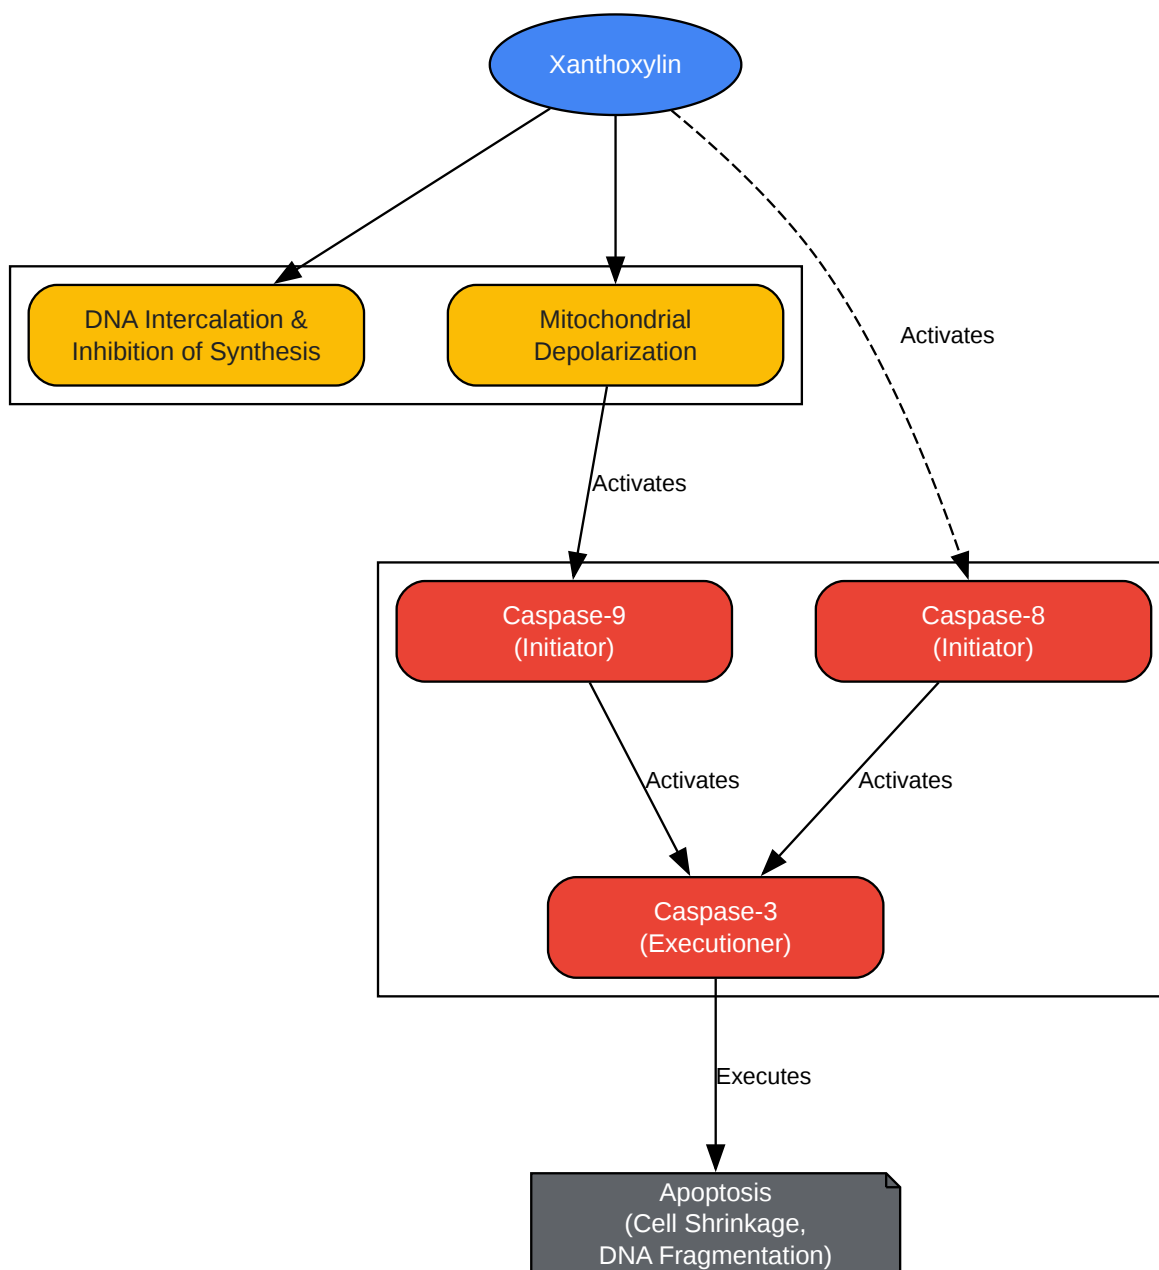 Xanthoxylin
DNA Intercalation &
Inhibition of Synthesis
Mitochondrial
Depolarization
Activates
Activates
Caspase-9
(Initiator)
Caspase-8
(Initiator)
Activates
Activates
Caspase-3
(Executioner)
Executes
Apoptosis
(Cell Shrinkage,
DNA Fragmentation)